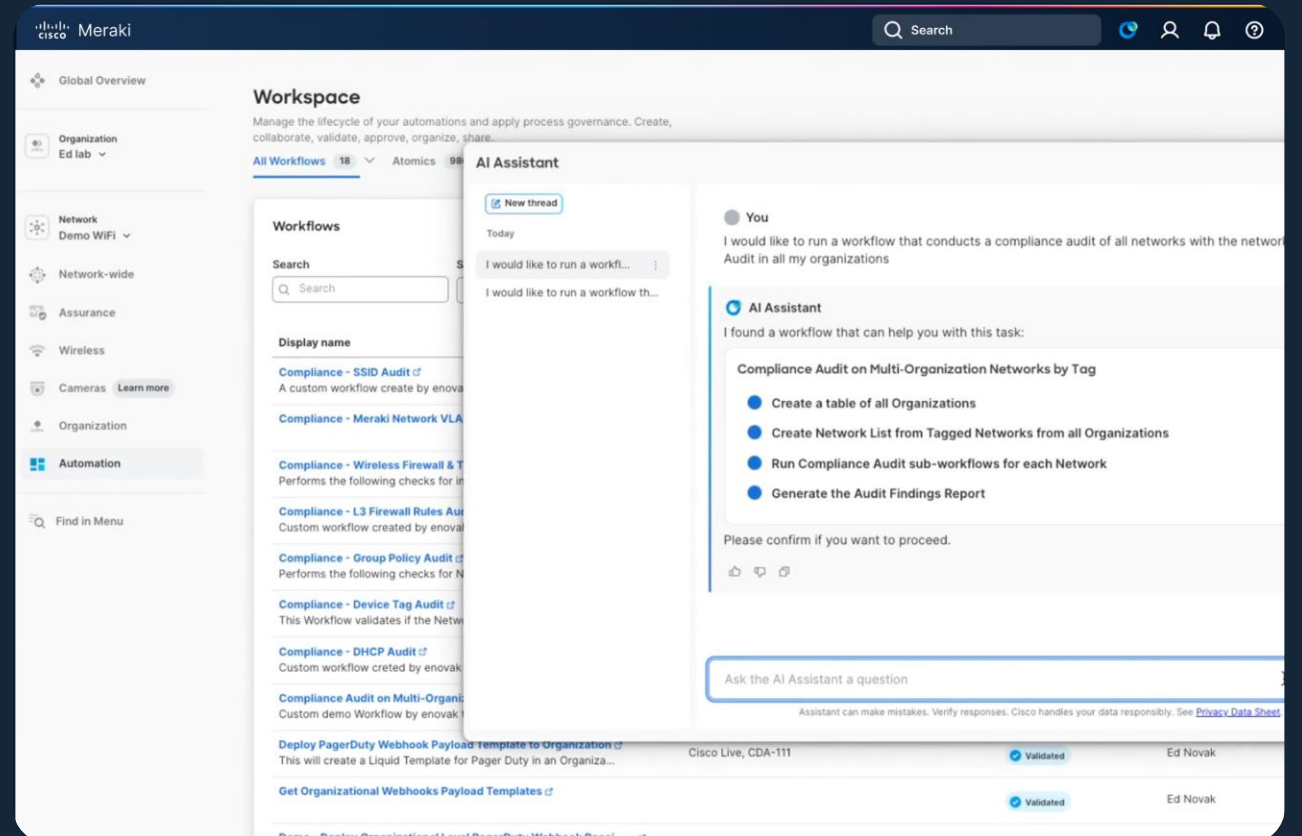 cisco Meraki
Search
Global Overview
Organization
Ed lab
Network
Demo WiFi
Network-wide
Assurance
Wireless
Cameras Learn more
Organization
Automation
Find in Menu
Workspace
Manage the lifecycle of your automations and apply process governance. Create,
collaborate, validate, approve, organize, share.
All Workflows 18 Atomics 98
Workflows
Search S
Search
Display name
Compliance - SSID Audit
A custom workflow create by enova
Compliance - Meraki Network VLA
Compliance - Wireless Firewall & T
Performs the following checks for
Compliance - L3 Firewall Rules
Custom workflow created by enova
Compliance - Group Policy Audit
Performs the following checks for N
Compliance - Device Tag Audit
This Workflow validates if the Netw
Compliance - DHCP Audit
Custom workflow creted by enovak
Compliance Audit on Multi-Organi
Custom demo Workflow by enovak
Deploy PagerDuty Webhook Payload Template to Organization
This will create a Liquid Template for Pager Duty in an Organiza...
Cisco Live, CDA-111
Validated
Ed Novak
Get Organizational Webhooks Payload Templates
Validated
Ed Novak
AI Assistant
New thread
Today
I would like to run a workfl...
I would like to run a workflow th...
You
I would like to run a workflow that conducts a compliance audit of all networks with the networ
Audit in all my organizations
AI Assistant
I found a workflow that can help you with this task:
Compliance Audit on Multi-Organization Networks by Tag
Create a table of all Organizations
Create Network List from Tagged Networks from all Organizations
Run Compliance Audit sub-workflows for each Network
Generate the Audit Findings Report
Please confirm if you want to proceed.
Ask the AI Assistant a question
Assistant can make mistakes. Verify responses. Cisco handles your data responsibly. See Privacy Data Sheet